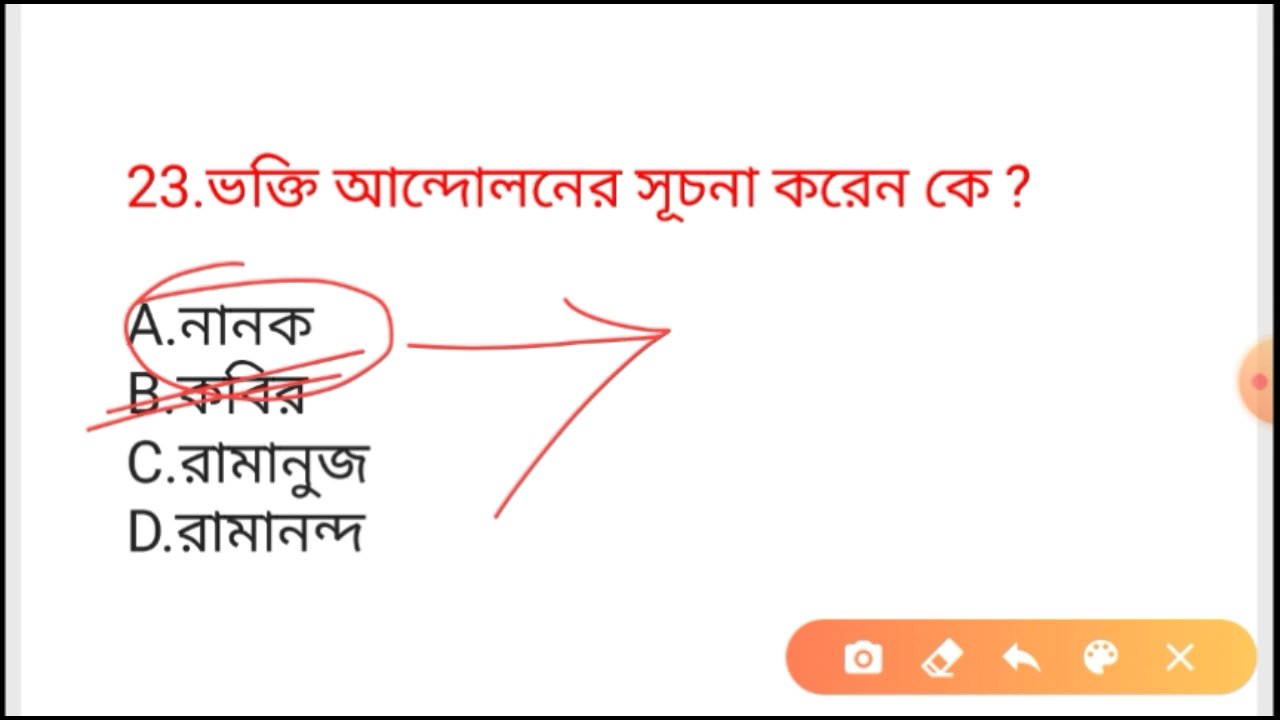 23.ভক্তি আন্দোলনের সূচনা করেন কে ?
A.নানক
B.কবির
C.রামানুজ
D.রামানন্দ